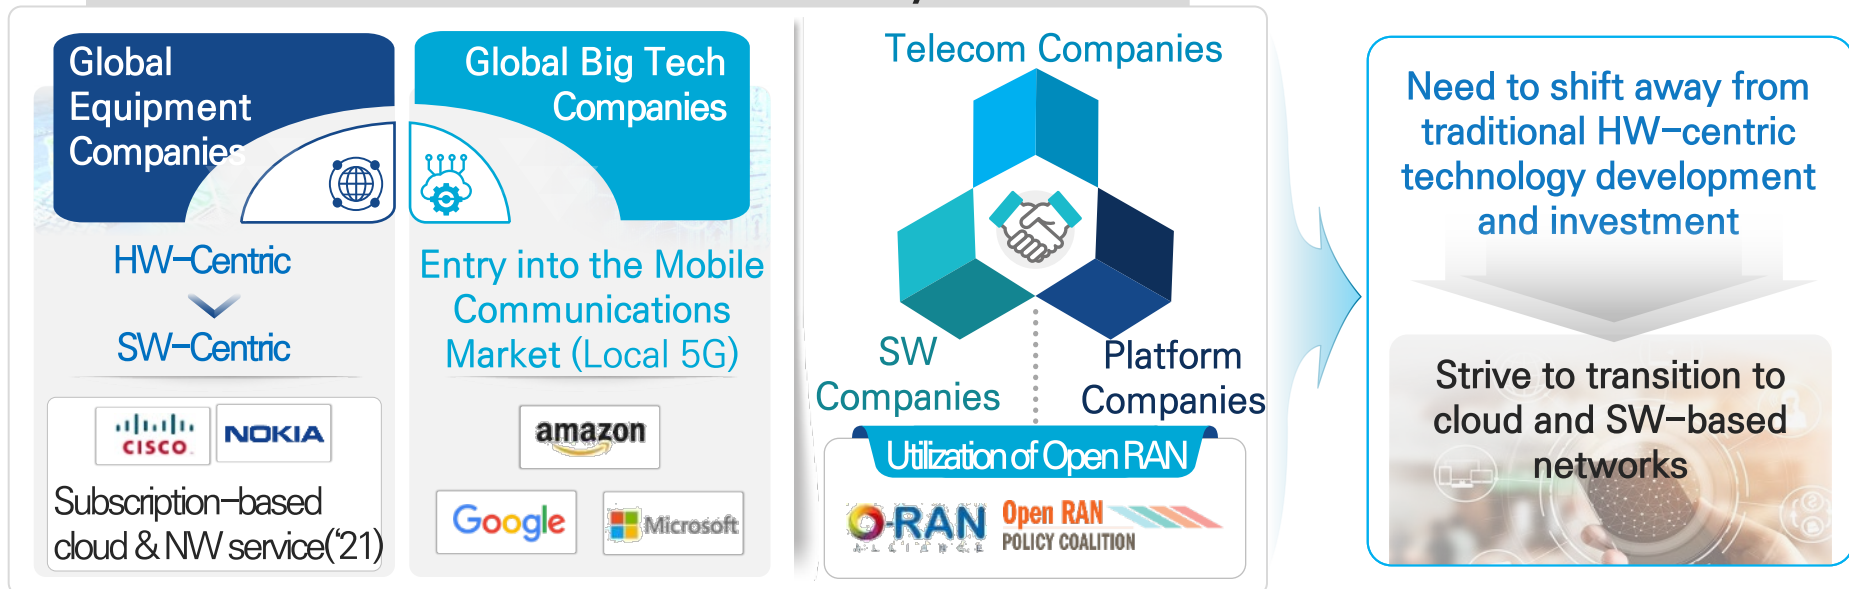 Global
Equipment
Companies
Global Big Tech
Companies
HW-Centric
SW-Centric
CISCO
NOKIA
Subscription-based
cloud & NW service('21)
Entry into the Mobile
Communications
Market (Local 5G)
amazon
Google
Microsoft
Telecom Companies
SW
Companies
Platform
Companies
Utilization of Open RAN
O-RAN
ALLIANCE
Open RAN
POLICY COALITION
Need to shift away from
traditional HW-centric
technology development
and investment
Strive to transition to
cloud and SW-based
networks